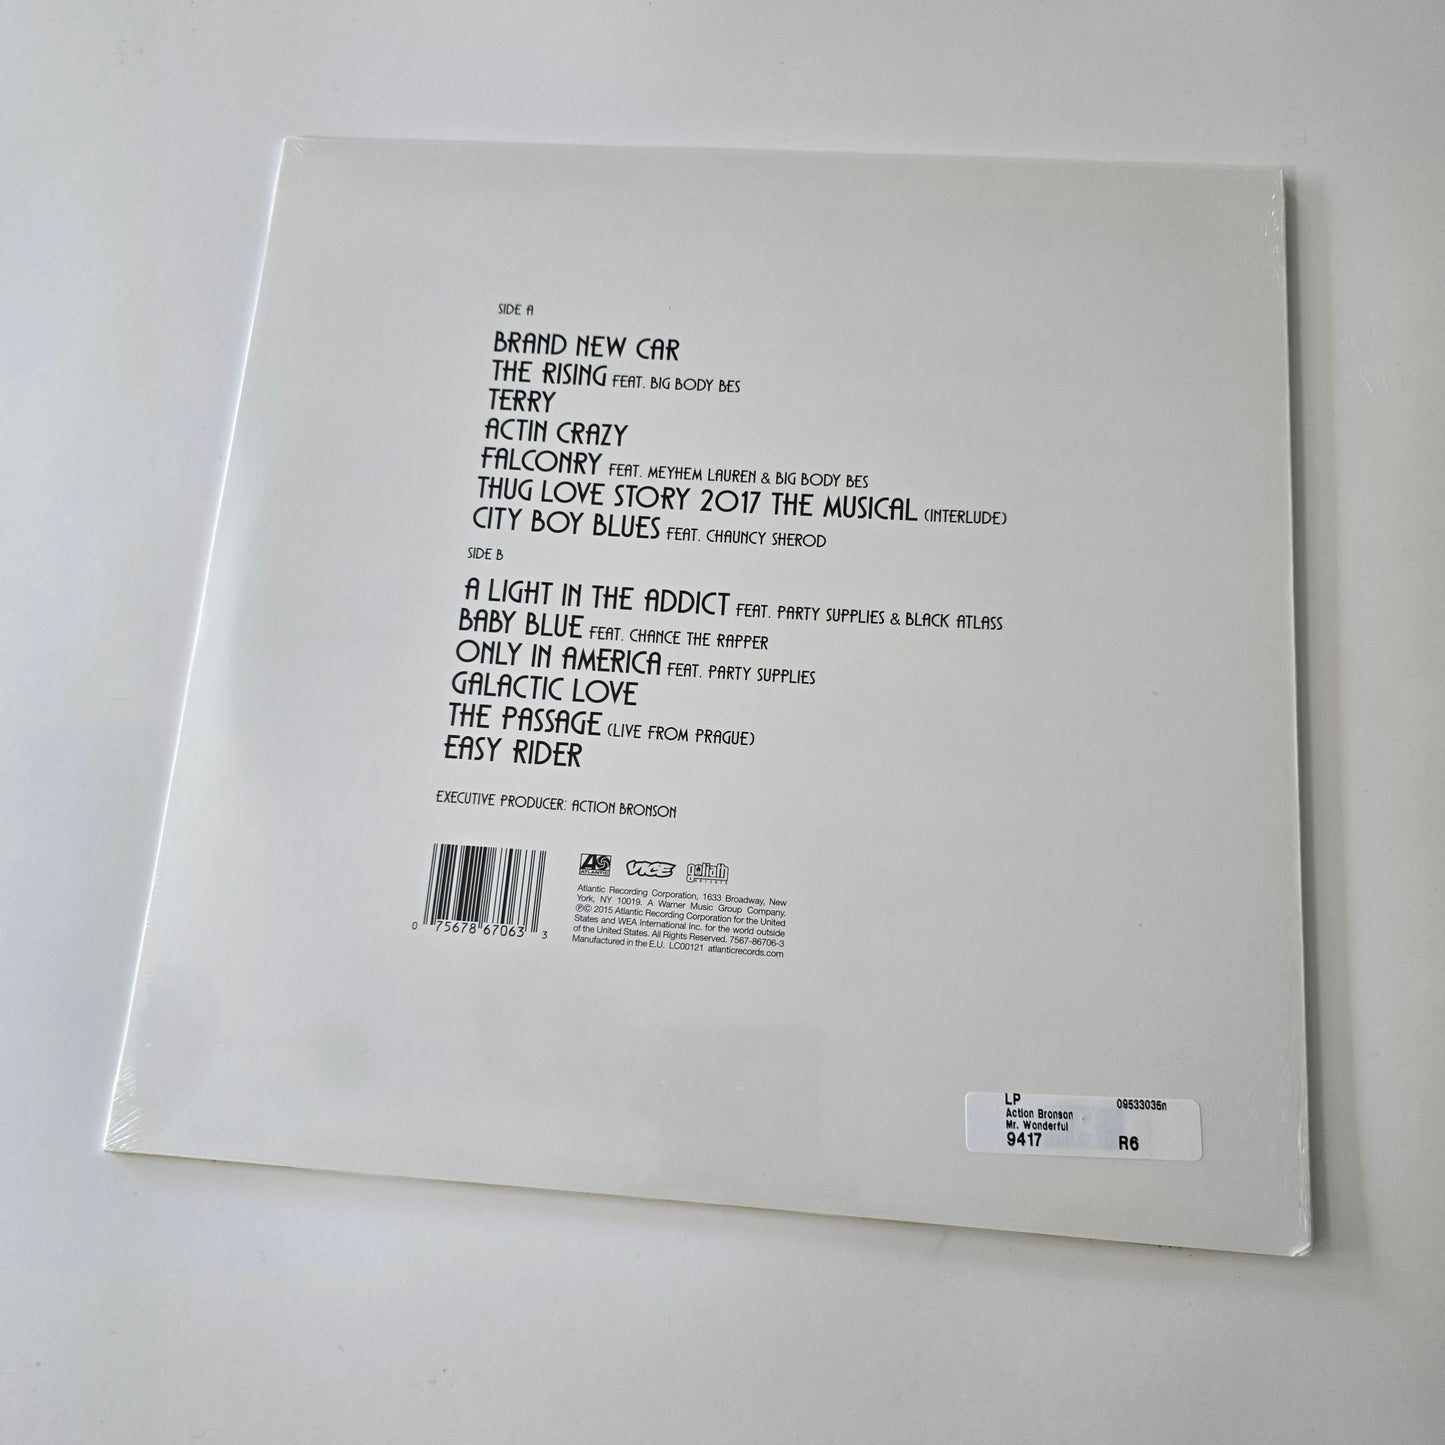 SIDE A
BRAND NEW CAR
THE RISING FEAT. BIG BODY BES
TERRY
ACTIN CRAZY
FALCONRY FEAT. MEYHEM LAUREN & BIG BODY BES
THUG LOVE STORY 2017 THE MUSICAL (INTERLUDE)
CITY BOY BLUES FEAT. CHAUNCY SHEROD
SIDE B
A LIGHT IN THE ADDICT FEAT. PARTY SUPPLIES & BLACK ATLASS
BABY BLUE FEAT. CHANCE THE RAPPER
ONLY IN AMERICA FEAT. PARTY SUPPLIES
GALACTIC LOVE
THE PASSAGE (LIVE FROM PRAGUE)
EASY RIDER
EXECUTIVE PRODUCER: ACTION BRONSON
0 75678 67063 3
ATLANTIC
VICE
goliath
ARTISTS
Atlantic Recording Corporation, 1633 Broadway, New
York, NY 10019. A Warner Music Group Company.
℗© 2015 Atlantic Recording Corporation for the United
States and WEA International Inc. for the world outside
of the United States. All Rights Reserved. 7567-86706-3
Manufactured in the E.U. LC00121 atlanticrecords.com
LP 09533035n
Action Bronson
Mr. Wonderful
9417 R6